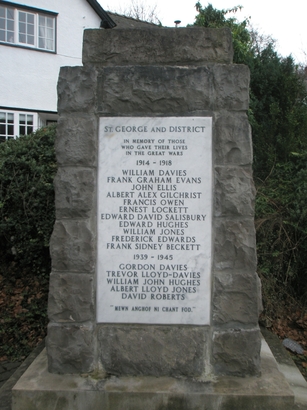 ST. GEORGE AND DISTRICT
IN MEMORY OF THOSE
WHO GAVE THEIR LIVES
IN THE GREAT WARS
1914 - 1918
WILLIAM DAVIES
FRANK GRAHAM EVANS
JOHN ELLIS
ALBERT ALEX GILCHRIST
FRANCIS OWEN
ERNEST LOCKETT
EDWARD DAVID SALISBURY
EDWARD HUGHES
WILLIAM JONES
FREDERICK EDWARDS
FRANK SIDNEY BECKETT
1939 - 1945
GORDON DAVIES
TREVOR LLOYD-DAVIES
WILLIAM JOHN HUGHES
ALBERT LLOYD JONES
DAVID ROBERTS
"MEWN ANGHOF NI CHANT FOD."